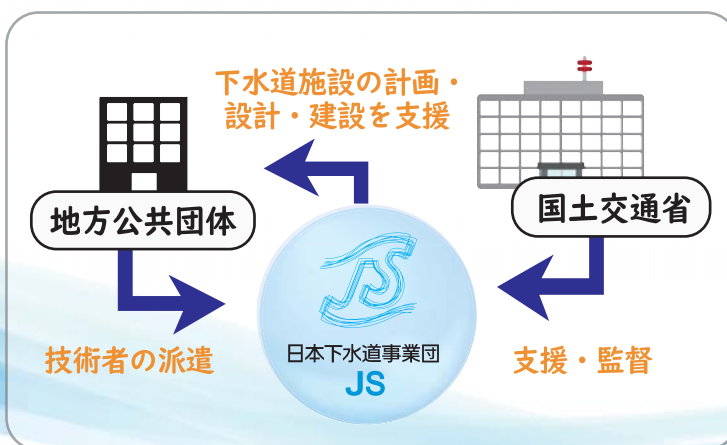 下水道施設の計画・
設計・建設を支援
地方公共団体
国土交通省
JS
日本下水道事業団
JS
技術者の派遣
支援・監督